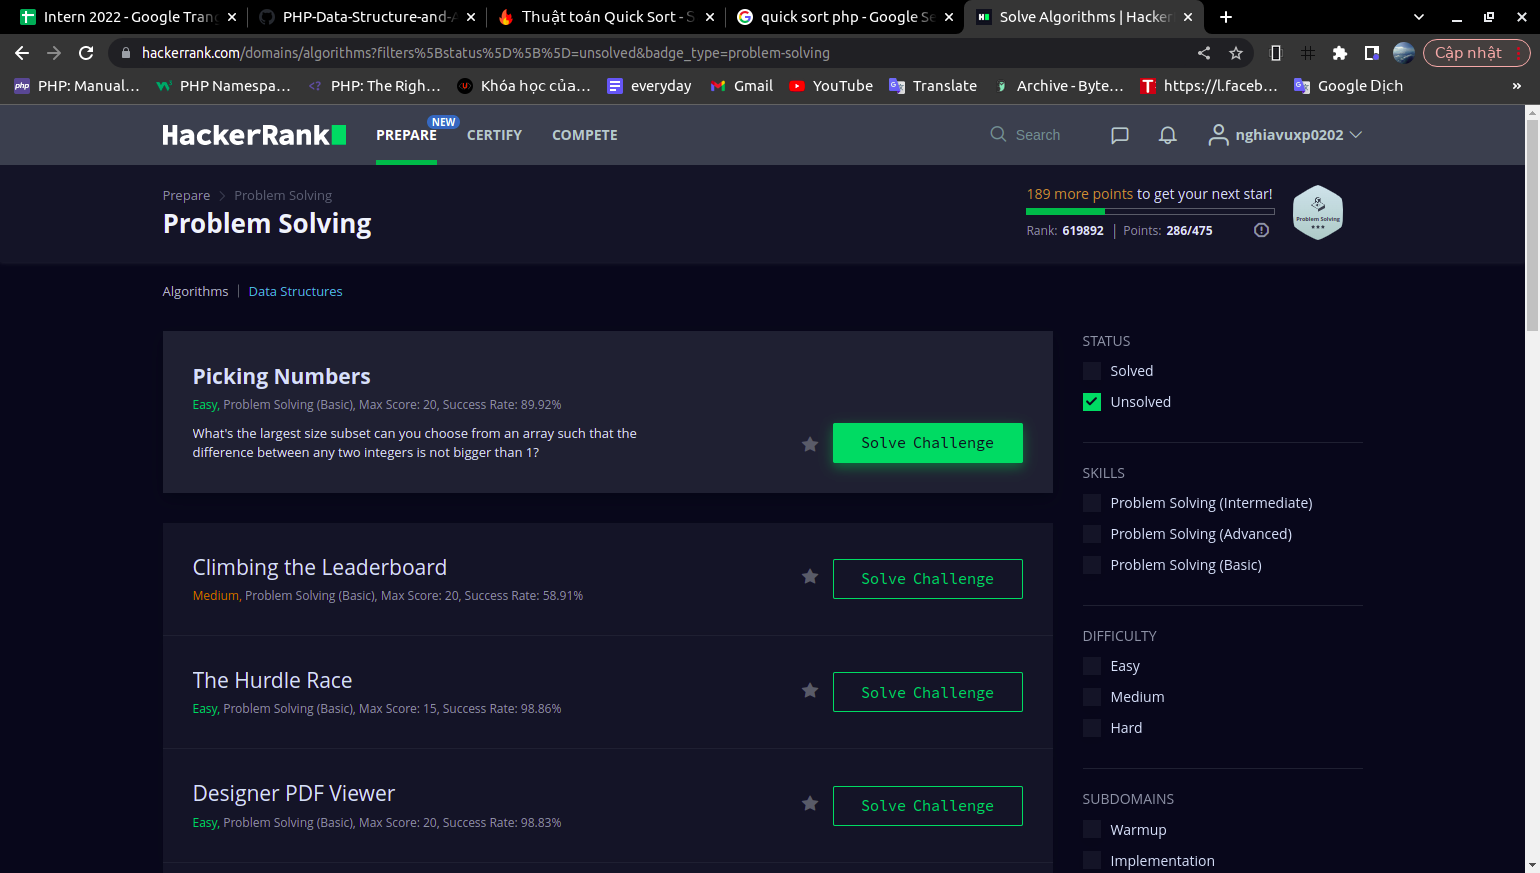 Intern 2022 - Google Tran
PHP-Data-Structure-and-A
Thuật toán Quick Sort - S
quick sort php - Google Se
Solve Algorithms | Hacker
hackerrank.com/domains/algorithms?filters%5Bstatus%5D%5B%5D=unsolved&badge_type=problem-solving
Cập nhật
PHP: Manual...
PHP Namespa...
PHP: The Righ...
Khóa học của...
everyday
Gmail
YouTube
Translate
Archive - Byte...
https://l.faceb...
Google Dịch
»
HackerRank
PREPARE
NEW
CERTIFY
COMPETE
Search
nghiavuxp0202
Prepare > Problem Solving
Problem Solving
189 more points to get your next star!
Rank: 619892 | Points: 286/475
Problem Solving
Algorithms | Data Structures
Picking Numbers
Easy, Problem Solving (Basic), Max Score: 20, Success Rate: 89.92%
What's the largest size subset can you choose from an array such that the
difference between any two integers is not bigger than 1?
Solve Challenge
Climbing the Leaderboard
Medium, Problem Solving (Basic), Max Score: 20, Success Rate: 58.91%
Solve Challenge
The Hurdle Race
Easy, Problem Solving (Basic), Max Score: 15, Success Rate: 98.86%
Solve Challenge
Designer PDF Viewer
Easy, Problem Solving (Basic), Max Score: 20, Success Rate: 98.83%
Solve Challenge
STATUS
Solved
Unsolved
SKILLS
Problem Solving (Intermediate)
Problem Solving (Advanced)
Problem Solving (Basic)
DIFFICULTY
Easy
Medium
Hard
SUBDOMAINS
Warmup
Implementation